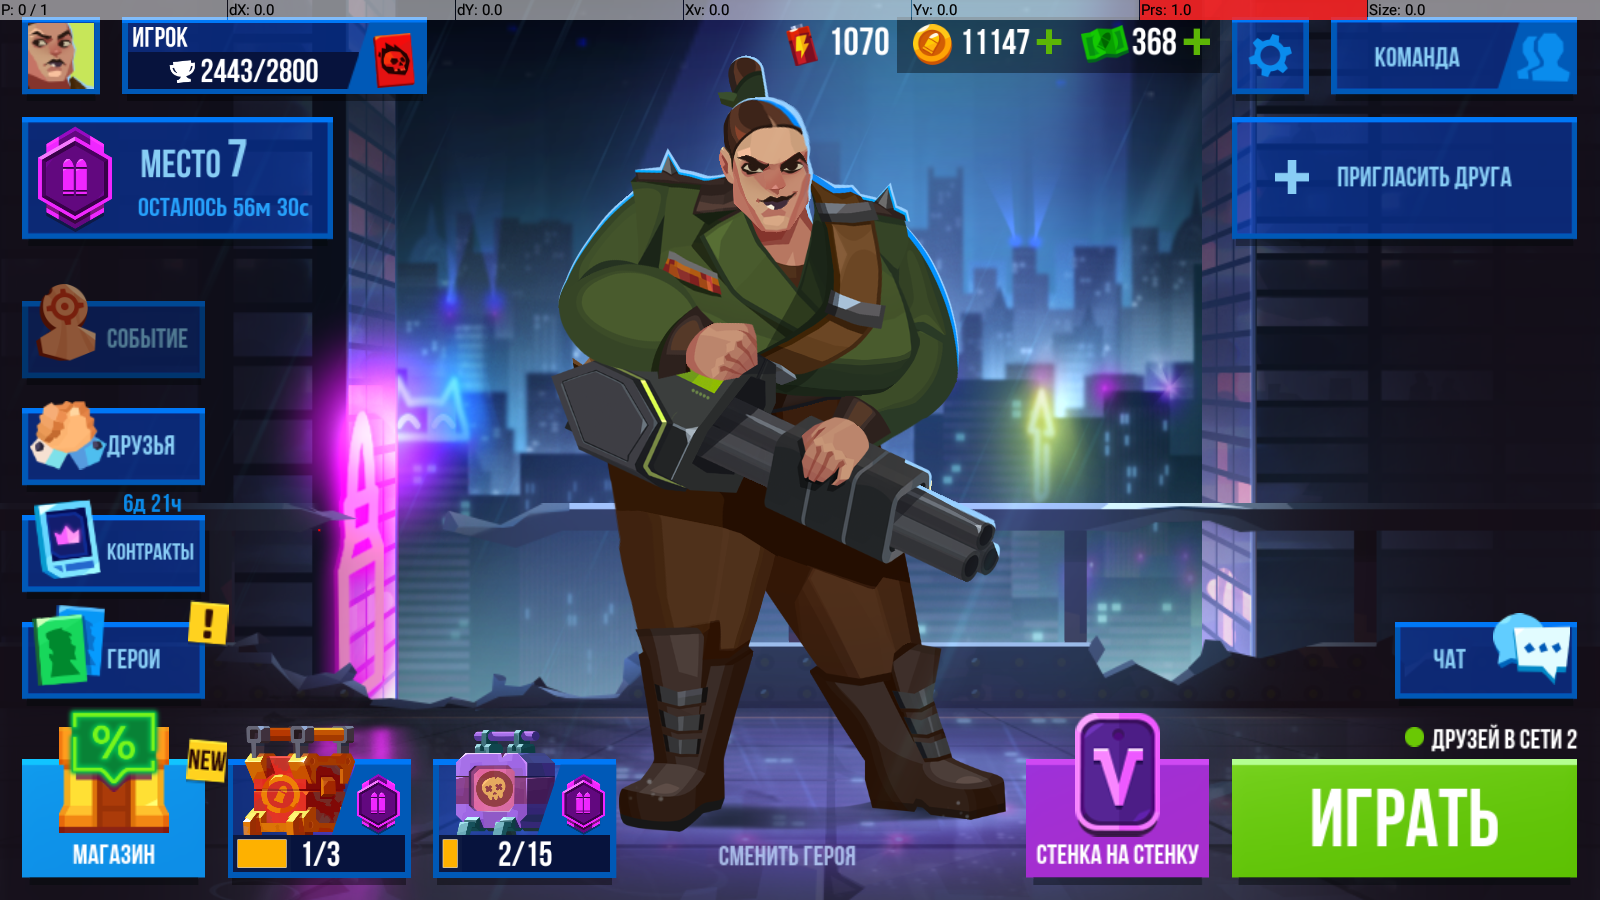 P: 0 / 1 dX: 0.0 dY: 0.0 Xv: 0.0 Yv: 0.0 Prs: 1.0 Size: 0.0
ИГРОК
2443/2800
1070
11147
368
КОМАНДА
МЕСТО 7
ОСТАЛОСЬ 56м 30с
ПРИГЛАСИТЬ ДРУГА
СОБЫТИЕ
ДРУЗЬЯ
6д 21ч
КОНТРАКТЫ
!
ГЕРОИ
ЧАТ
%
NEW
МАГАЗИН
1/3
2/15
СМЕНИТЬ ГЕРОЯ
V
СТЕНКА НА СТЕНКУ
ДРУЗЕЙ В СЕТИ 2
ИГРАТЬ